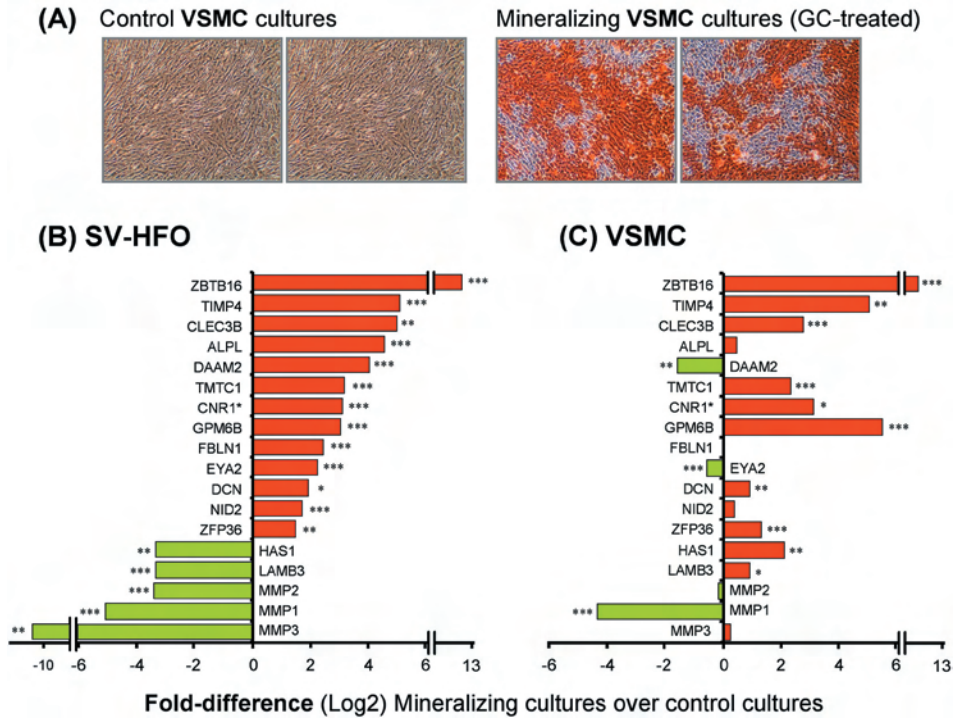 (A) Control VSMC cultures
Mineralizing VSMC cultures (GC-treated)
(B) SV-HFO
ZBTB16 ***
TIMP4 ***
CLEC3B **
ALPL ***
DAAM2 ***
TMTC1 ***
CNR1* ***
GPM6B ***
FBLN1 ***
EYA2 ***
DCN *
NID2 ***
ZFP36 **
** HAS1
*** LAMB3
*** MMP2
*** MMP1
** MMP3
-10 -6 -4 -2 0 2 4 6 13
(C) VSMC
ZBTB16 ***
TIMP4 **
CLEC3B ***
ALPL
** DAAM2
TMTC1 ***
CNR1* *
GPM6B ***
FBLN1
*** EYA2
DCN **
NID2
ZFP36 ***
HAS1 **
LAMB3 *
MMP2
*** MMP1
MMP3
-6 -4 -2 0 2 4 6 13
Fold-difference (Log2) Mineralizing cultures over control cultures